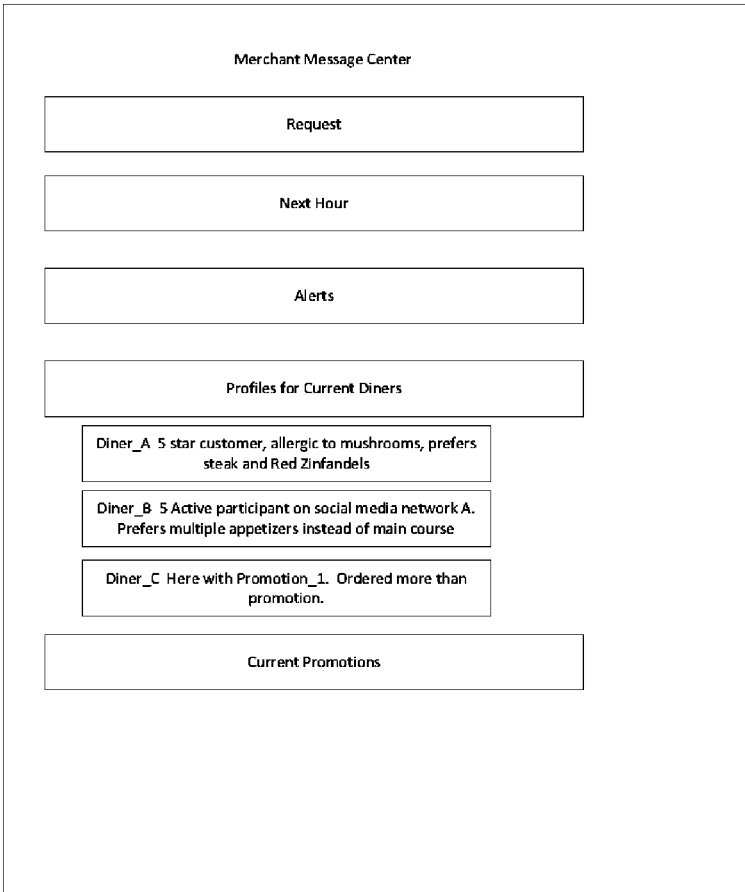 Merchant Message Center
Request
Next Hour
Alerts
Profiles for Current Diners
Diner_A 5 star customer, allergic to mushrooms, prefers
steak and Red Zinfandels
Diner_B 5 Active participant on social media network A.
Prefers multiple appetizers instead of main course
Diner_C Here with Promotion_1. Ordered more than
promotion.
Current Promotions